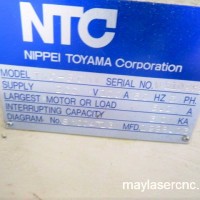 NTC
NIPPEI TOYAMA Corporation
MODEL SERIAL NO.
SUPPLY V A HZ PH
LARGEST MOTOR OR LOAD A
INTERRUPTING CAPACITY KA
DIAGRAM No. MFD.
maylasercnc.